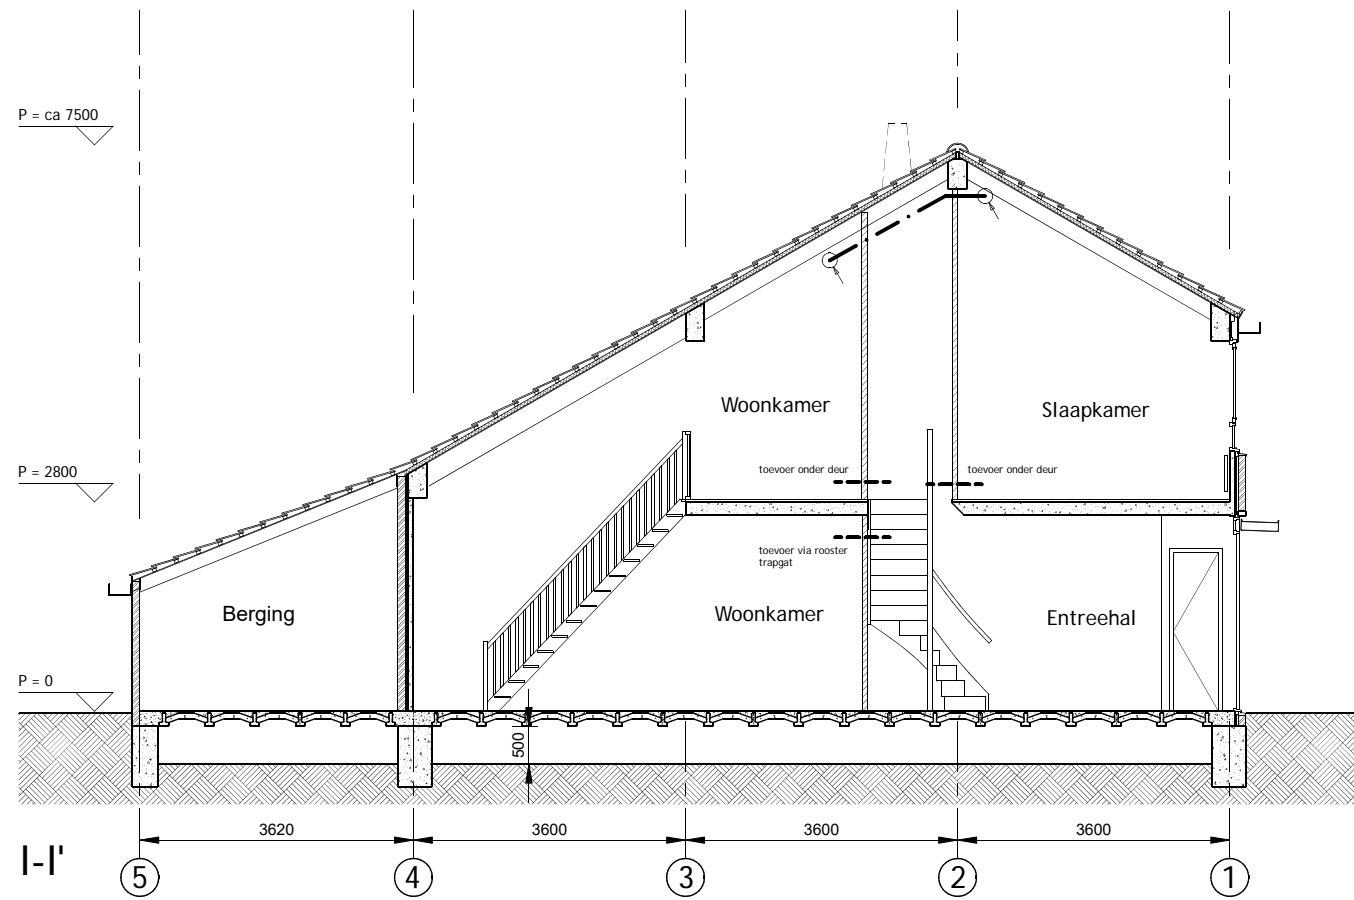 P = ca 7500
Woonkamer
Slaapkamer
P = 2800
toevoer onder deur
toevoer onder deur
toevoer via rooster
trapgat
Berging
Woonkamer
Entreehal
P = 0
500
3620
3600
3600
3600
I-I'
5
4
3
2
1